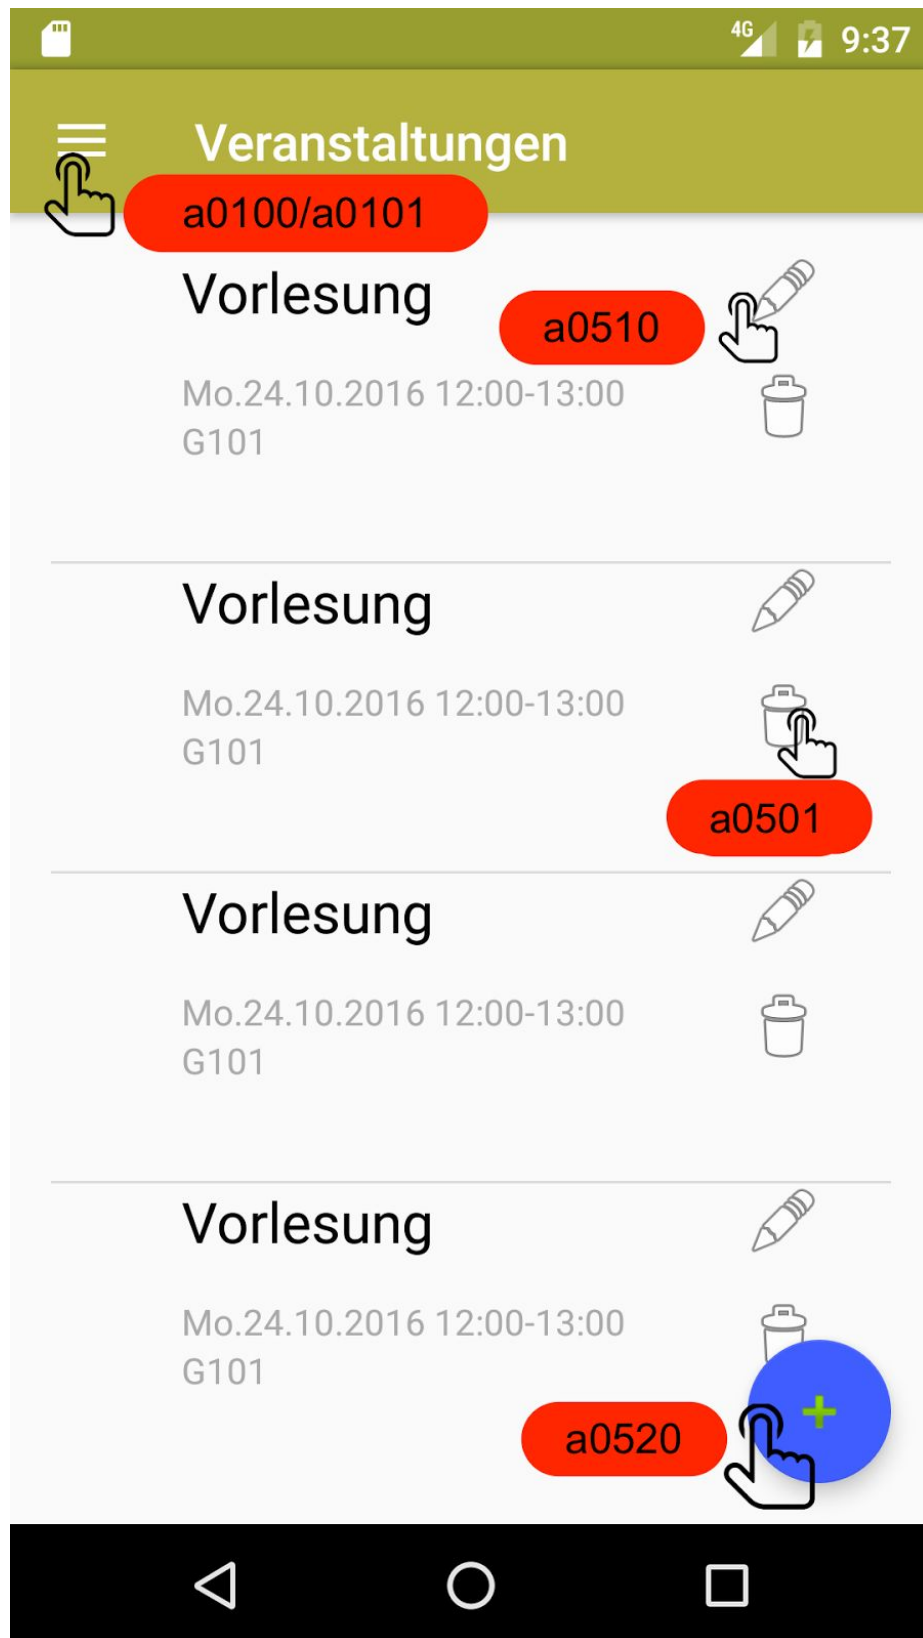 4G 9:37
Veranstaltungen
a0100/a0101
Vorlesung
a0510
Mo.24.10.2016 12:00-13:00
G101
Vorlesung
Mo.24.10.2016 12:00-13:00
G101
a0501
Vorlesung
Mo.24.10.2016 12:00-13:00
G101
Vorlesung
Mo.24.10.2016 12:00-13:00
G101
+
a0520